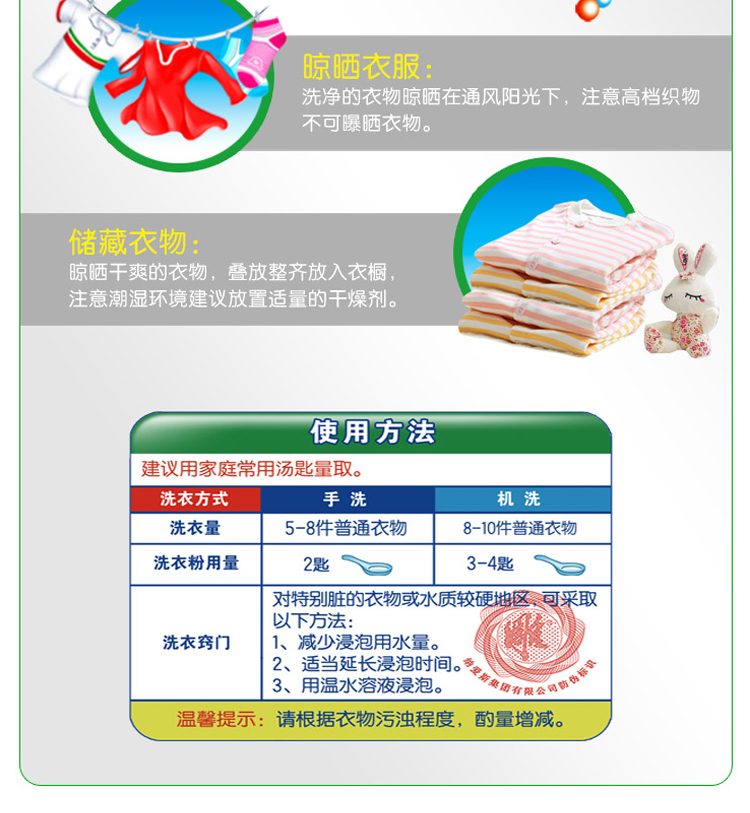 晾晒衣服：
洗净的衣物晾晒在通风阳光下，注意高档织物
不可曝晒衣物。
储藏衣物：
晾晒干爽的衣物，叠放整齐放入衣橱，
注意潮湿环境建议放置适量的干燥剂。
使用方法
建议用家庭常用汤匙量取。
洗衣方式 手洗 机洗
洗衣量 5-8件普通衣物 8-10件普通衣物
洗衣粉用量 2匙 3-4匙
洗衣窍门
对特别脏的衣物或水质较硬地区，可采取
以下方法：
1、减少浸泡用水量。
2、适当延长浸泡时间。
3、用温水溶液浸泡。
纳爱斯集团有限公司防伪标识
温馨提示：请根据衣物污浊程度，酌量增减。